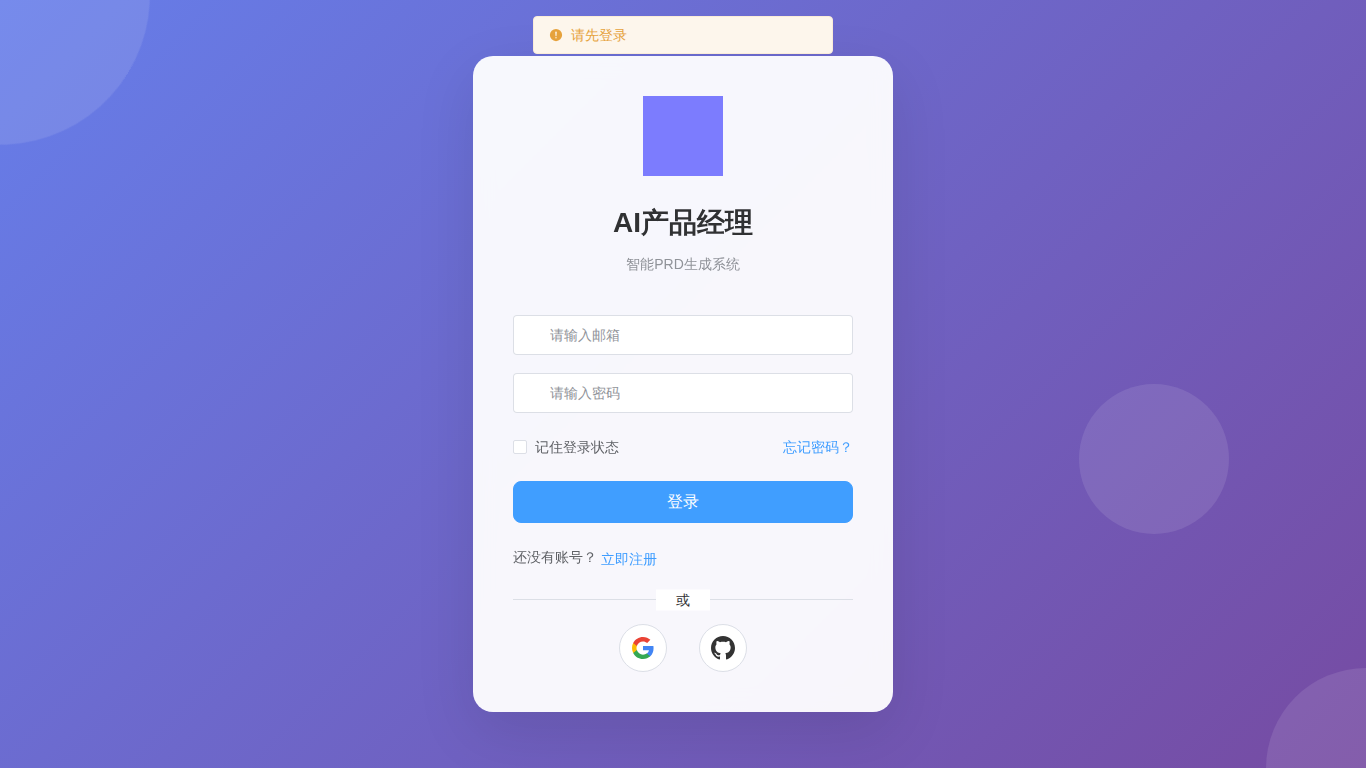 请先登录
AI产品经理
智能PRD生成系统
请输入邮箱
请输入密码
记住登录状态 忘记密码？
登录
还没有账号？ 立即注册
或